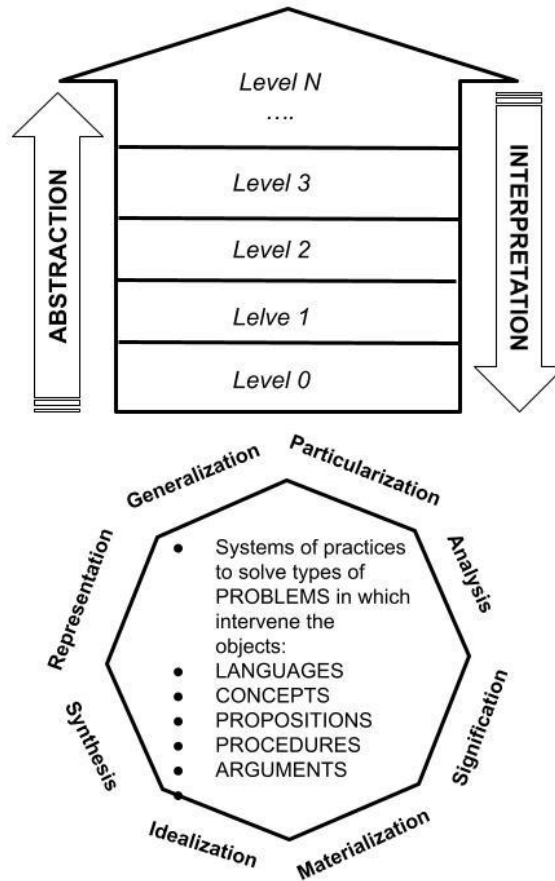 Level N
....
Level 3
Level 2
Lelve 1
Level 0
ABSTRACTION
INTERPRETATION
Generalization
Particularization
Representation
Analysis
Synthesis
Signification
Idealization
Materialization
• Systems of practices
to solve types of
PROBLEMS in which
intervene the
objects:
• LANGUAGES
• CONCEPTS
• PROPOSITIONS
• PROCEDURES
• ARGUMENTS
•